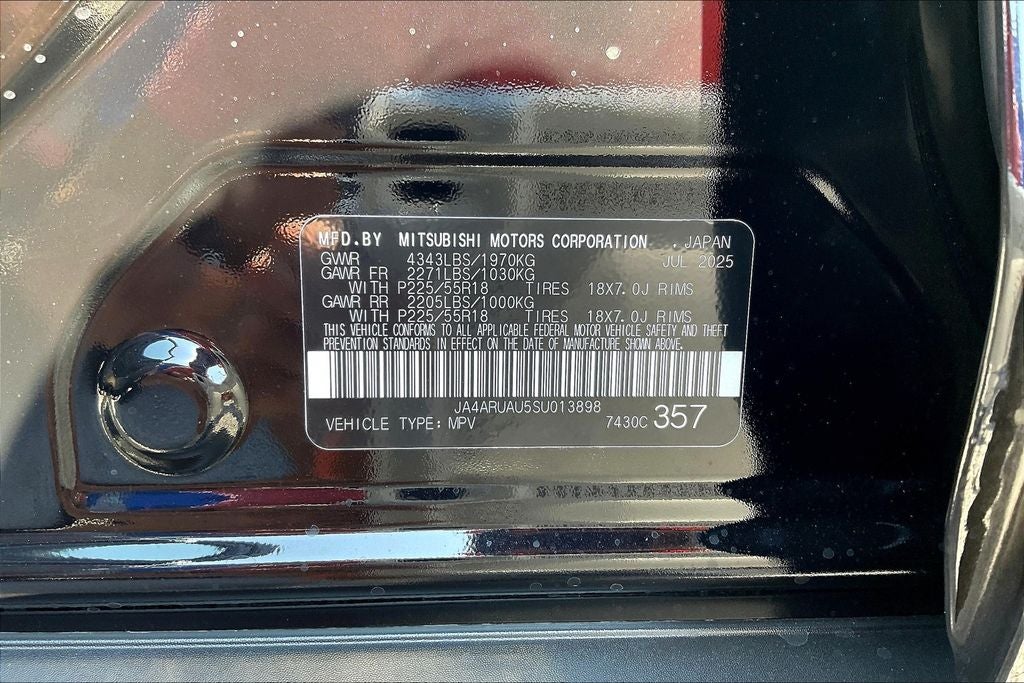 MFD.BY MITSUBISHI MOTORS CORPORATION . JAPAN
GVWR 4343LBS/1970KG JUL 2025
GAWR FR 2271LBS/1030KG
WITH P225/55R18 TIRES 18X7.0J RIMS
GAWR RR 2205LBS/1000KG
WITH P225/55R18 TIRES 18X7.0J RIMS
THIS VEHICLE CONFORMS TO ALL APPLICABLE FEDERAL MOTOR VEHICLE SAFETY AND THEFT
PREVENTION STANDARDS IN EFFECT ON THE DATE OF MANUFACTURE SHOWN ABOVE.
JA4ARUAU5SU013898
VEHICLE TYPE: MPV 7430C 357